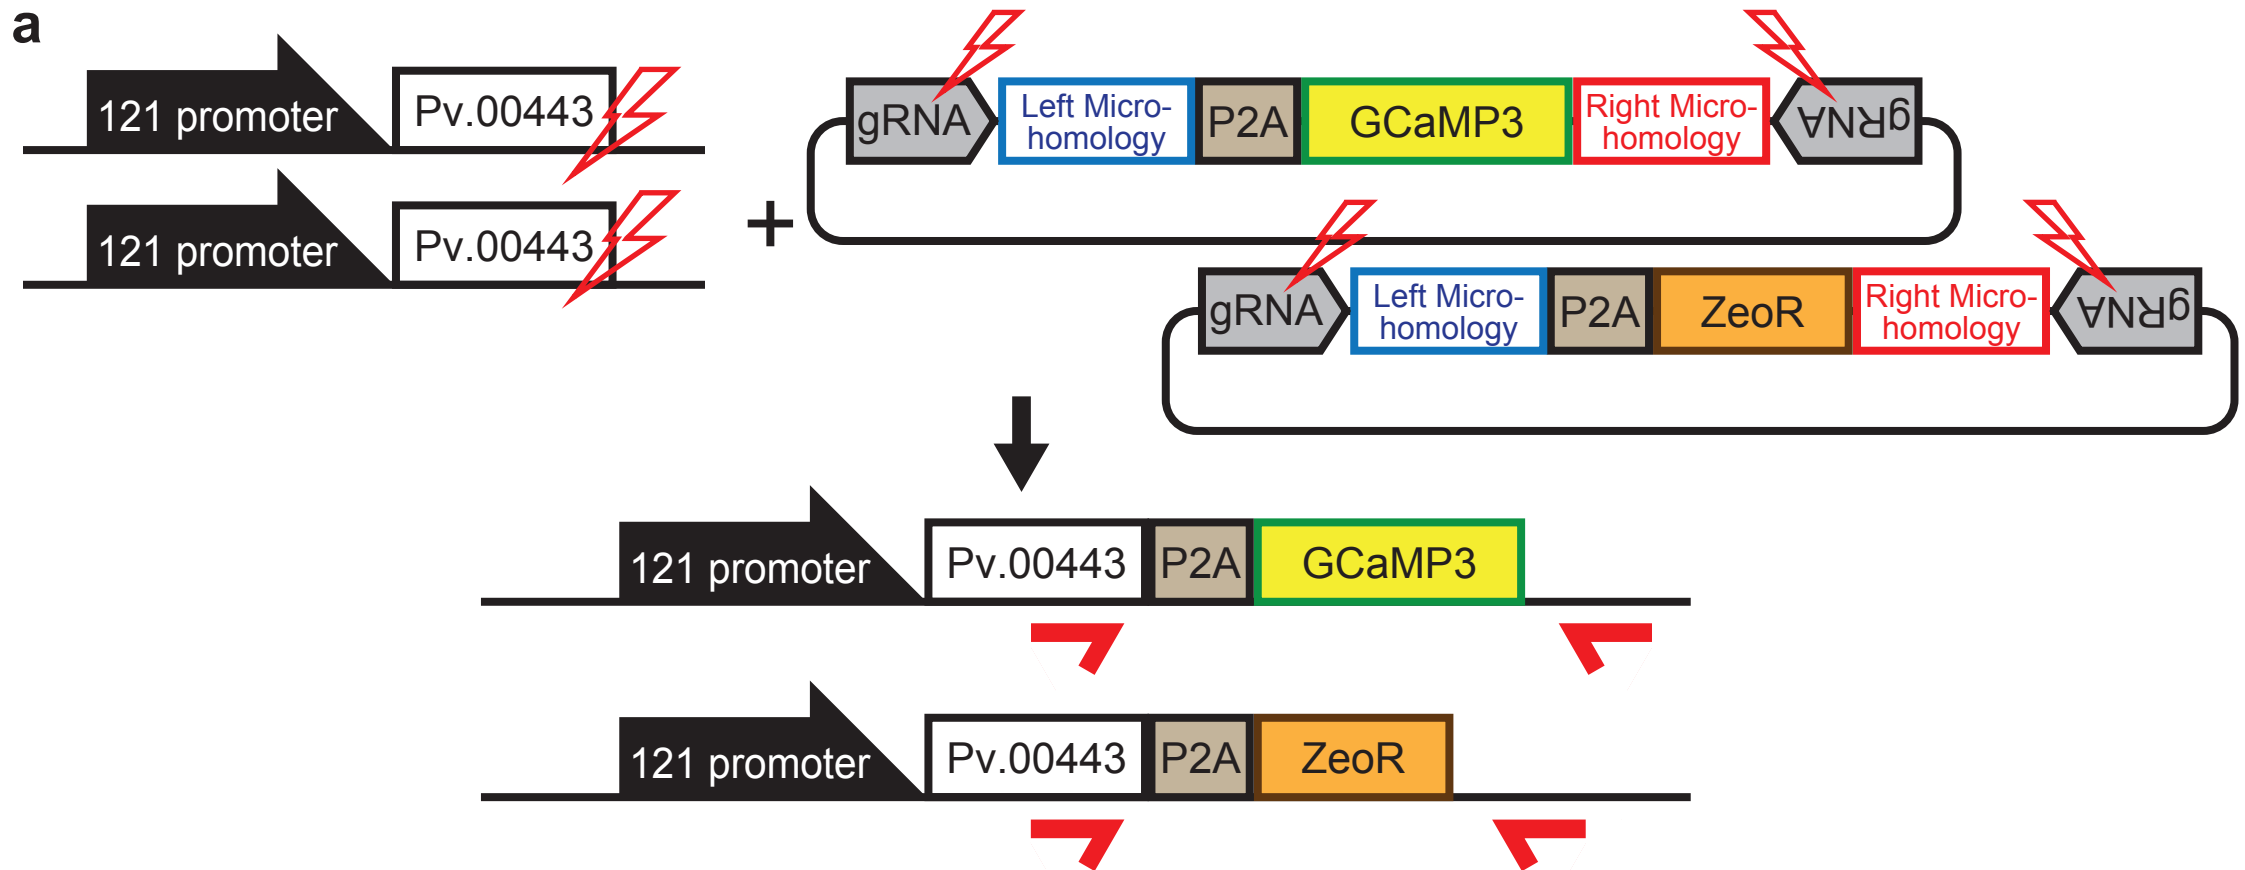 a
121 promoter Pv.00443
gRNA Left Micro-
homology P2A GCaMP3 Right Micro-
homology gRNA
121 promoter Pv.00443
+
gRNA Left Micro-
homology P2A ZeoR Right Micro-
homology gRNA
121 promoter Pv.00443 P2A GCaMP3
121 promoter Pv.00443 P2A ZeoR